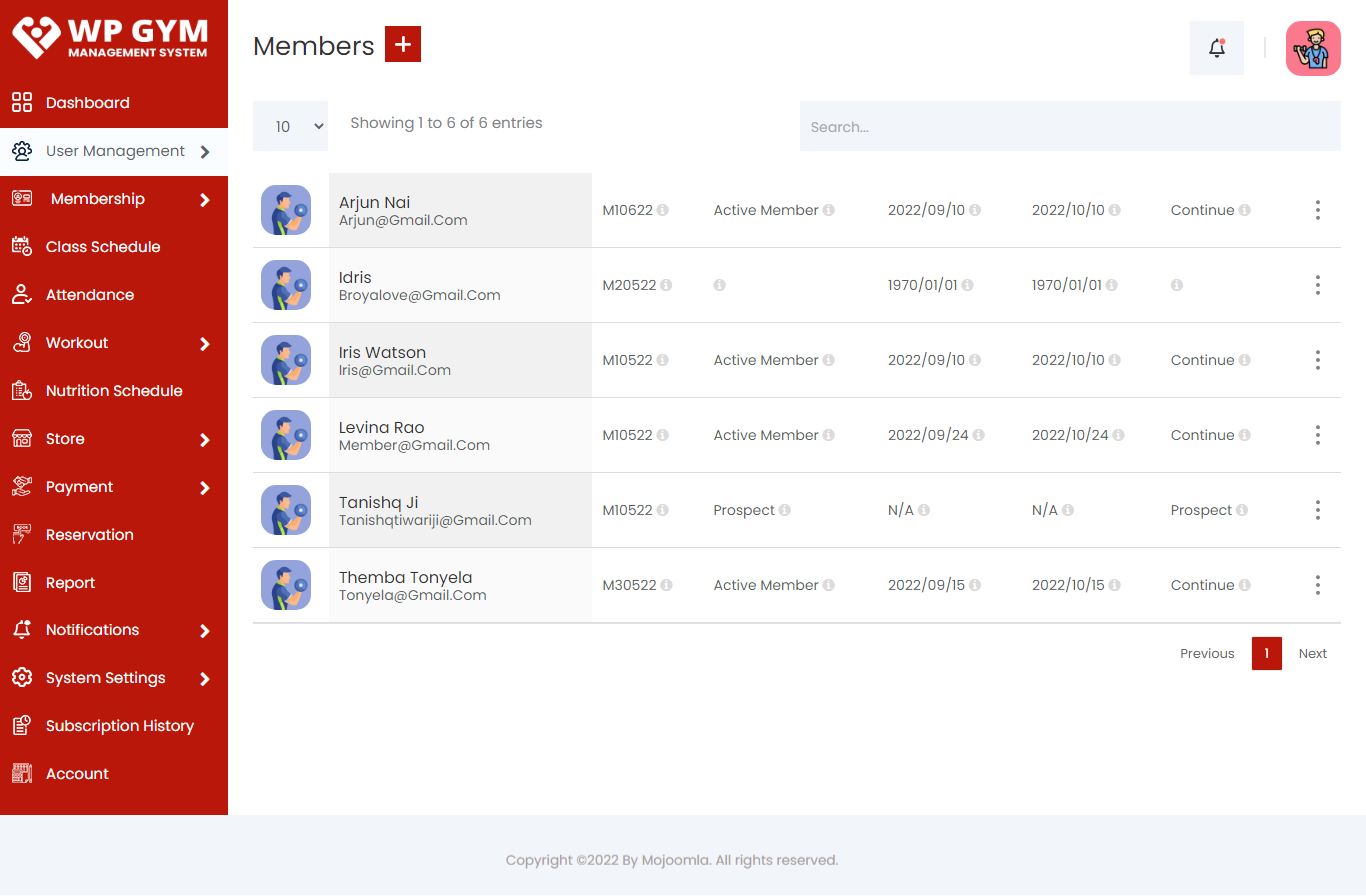 WP GYM
MANAGEMENT SYSTEM
Dashboard
User Management
Membership
Class Schedule
Attendance
Workout
Nutrition Schedule
Store
Payment
Reservation
Report
Notifications
System Settings
Subscription History
Account
Members
10 Showing 1 to 6 of 6 entries Search...
Arjun Nai
Arjun@Gmail.Com
M10622 Active Member 2022/09/10 2022/10/10 Continue
Idris
Broyalove@Gmail.Com
M20522 1970/01/01 1970/01/01
Iris Watson
Iris@Gmail.Com
M10522 Active Member 2022/09/10 2022/10/10 Continue
Levina Rao
Member@Gmail.Com
M10522 Active Member 2022/09/24 2022/10/24 Continue
Tanishq Ji
Tanishqtiwariji@Gmail.Com
M10522 Prospect N/A N/A Prospect
Themba Tonyela
Tonyela@Gmail.Com
M30522 Active Member 2022/09/15 2022/10/15 Continue
Previous 1 Next
Copyright ©2022 By Mojoomla. All rights reserved.